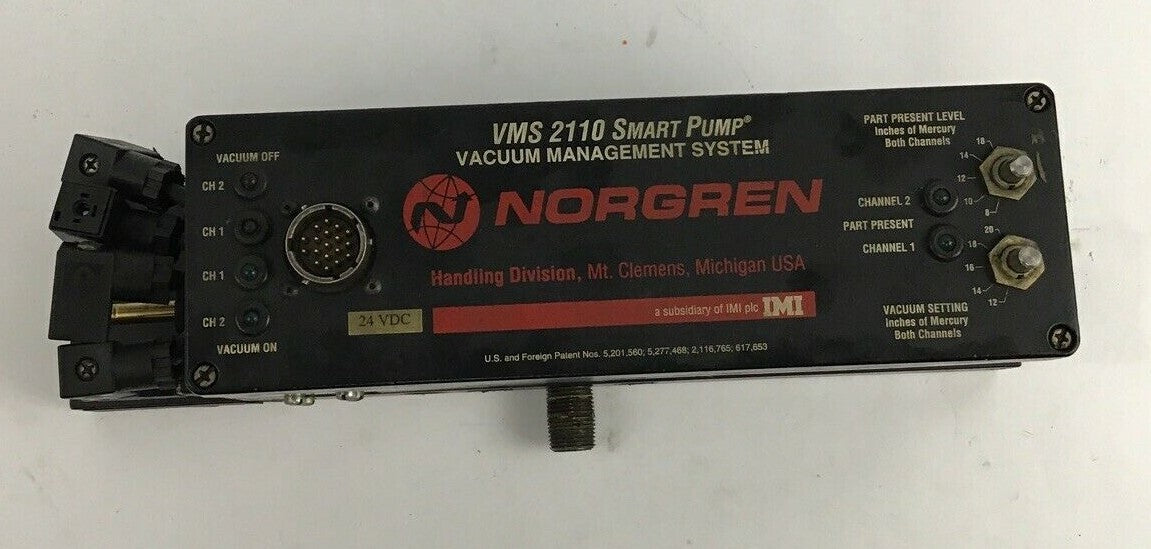 VMS 2110 SMART PUMP®
VACUUM MANAGEMENT SYSTEM
NORGREN
Handling Division, Mt. Clemens, Michigan USA
a subsidiary of IMI plc IMI
U.S. and Foreign Patent Nos. 5,201,560; 5,277,468; 2,116,765; 617,653
VACUUM OFF
CH 2
CH 1
CH 1
CH 2
VACUUM ON
24 VDC
PART PRESENT LEVEL
Inches of Mercury
Both Channels
18
14
12
10
8
CHANNEL 2
PART PRESENT
CHANNEL 1
20
18
16
14
12
VACUUM SETTING
Inches of Mercury
Both Channels